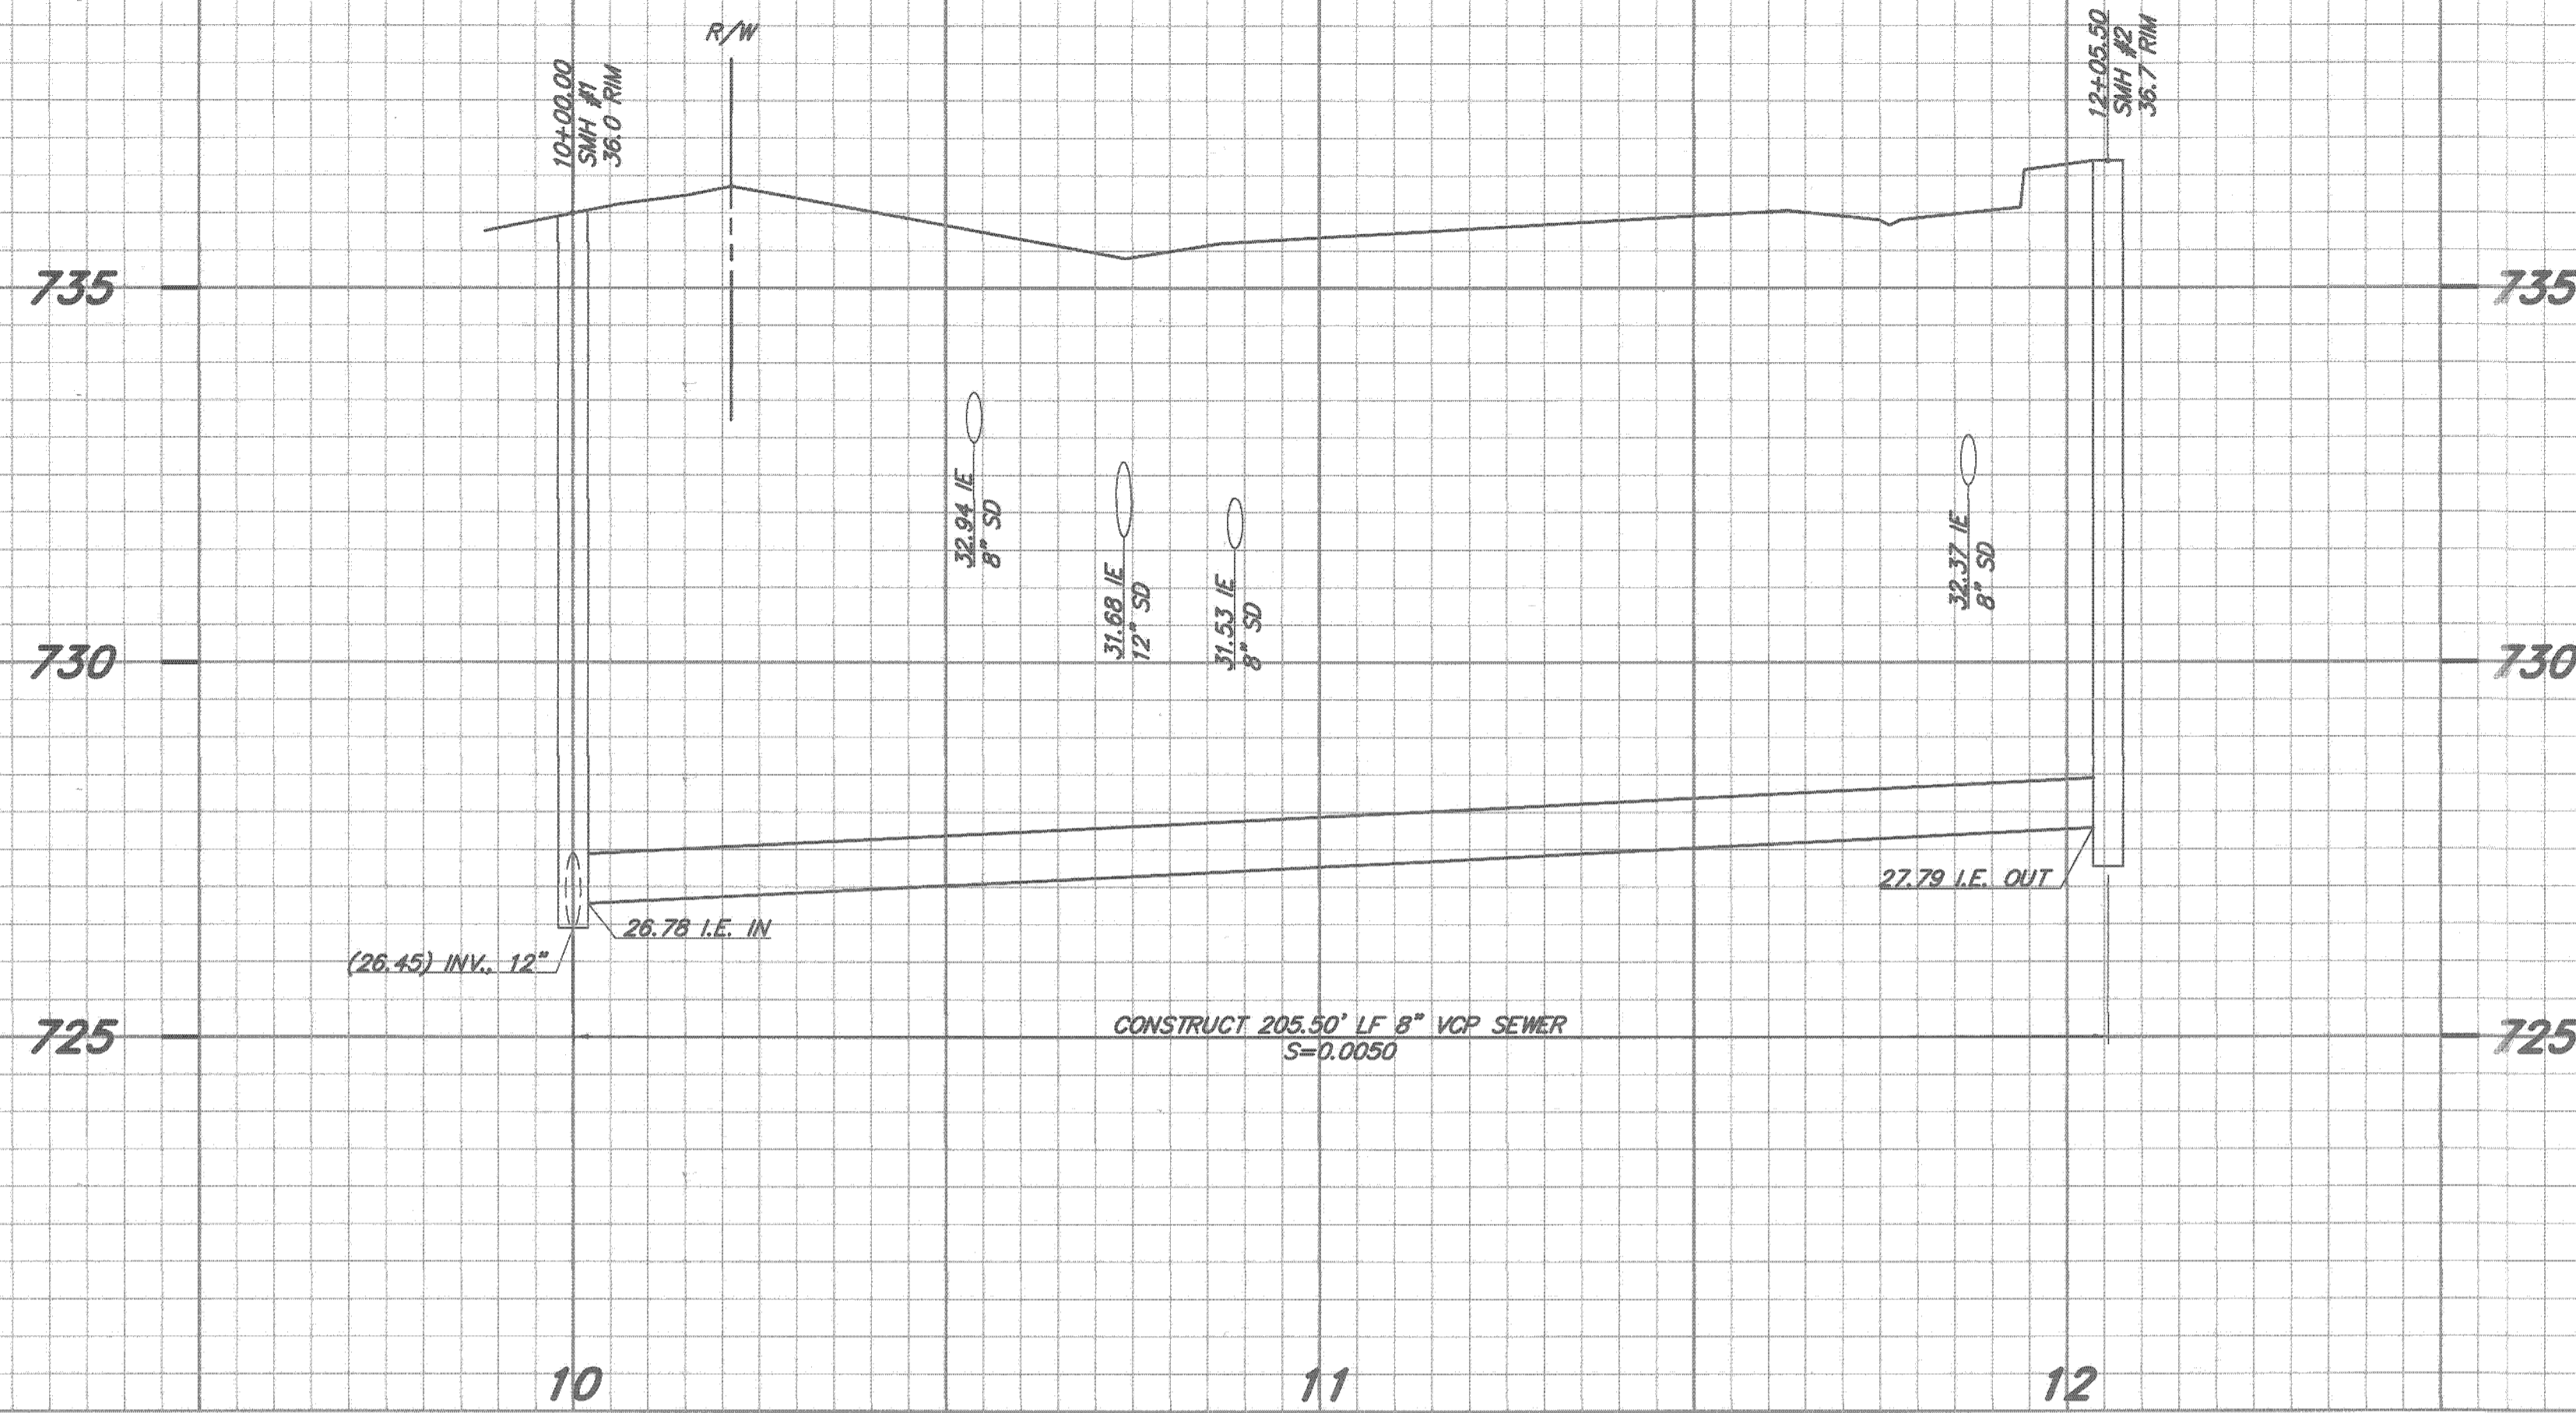 R/W
10+00.00
SMH #1
36.0 RIM
12+05.50
SMH #2
36.7 RIM
735
735
32.94 IE
8" SD
31.68 IE
12" SD
31.53 IE
8" SD
32.37 IE
8" SD
730
730
27.79 I.E. OUT
26.78 I.E. IN
(26.45) INV., 12"
CONSTRUCT 205.50' LF 8" VCP SEWER
S=0.0050
725
725
10
11
12